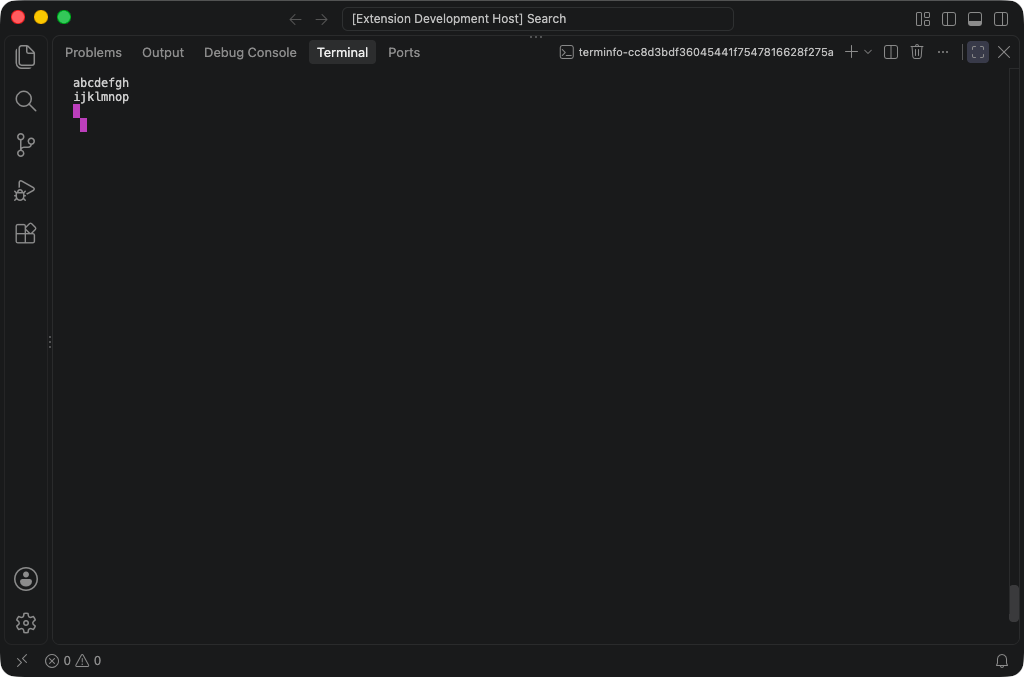 [Extension Development Host] Search
Problems Output Debug Console Terminal Ports
terminfo-cc8d3bdf36045441f7547816628f275a
abcdefgh
ijklmnop
0 0